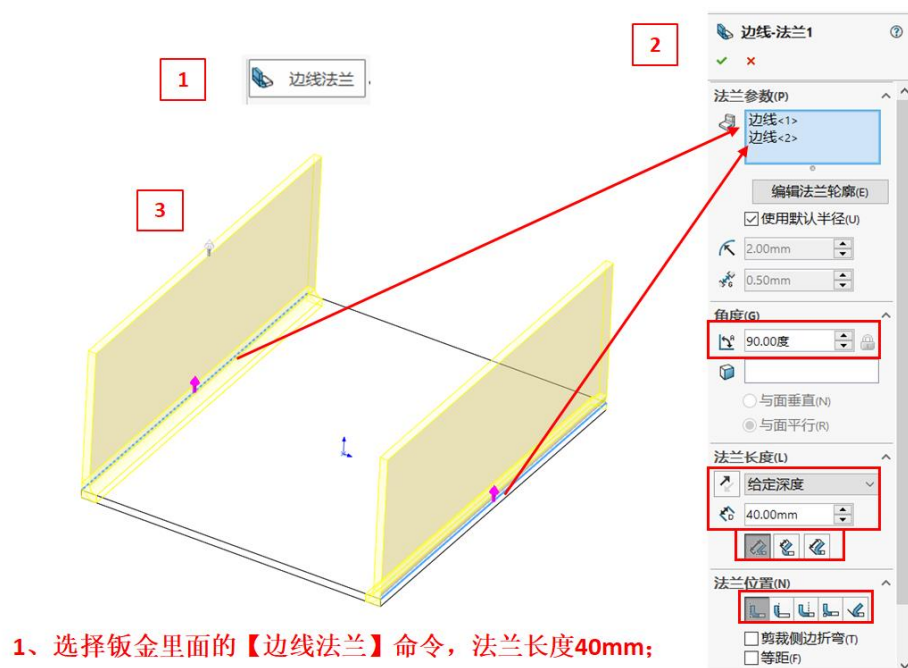 1
边线法兰
2
边线-法兰1
法兰参数(P)
边线<1>
边线<2>
编辑法兰轮廓(E)
使用默认半径(U)
2.00mm
0.50mm
3
角度(G)
90.00度
与面垂直(N)
与面平行(R)
法兰长度(L)
给定深度
40.00mm
法兰位置(N)
剪裁侧边折弯(T)
等距(F)
1、选择钣金里面的【边线法兰】命令，法兰长度40mm；